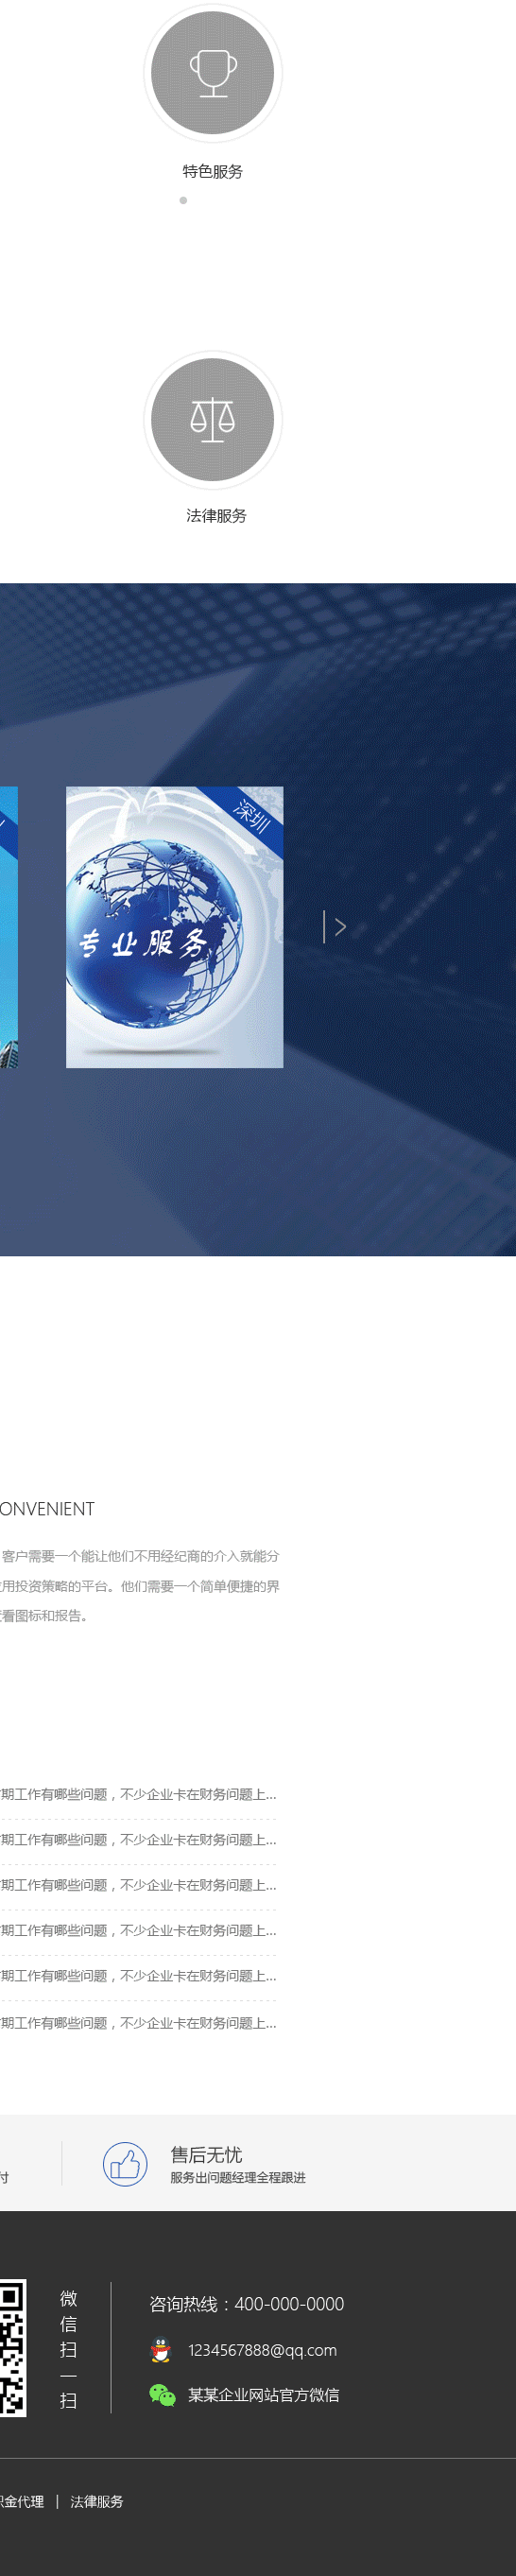 特色服务
法律服务
深圳
专业服务
ONVENIENT
客户需要一个能让他们不用经纪商的介入就能分
用投资策略的平台。他们需要一个简单便捷的界
看图标和报告。
期工作有哪些问题，不少企业卡在财务问题上...
期工作有哪些问题，不少企业卡在财务问题上...
期工作有哪些问题，不少企业卡在财务问题上...
期工作有哪些问题，不少企业卡在财务问题上...
期工作有哪些问题，不少企业卡在财务问题上...
期工作有哪些问题，不少企业卡在财务问题上...
付
售后无忧
服务出问题经理全程跟进
微信扫一扫
咨询热线：400-000-0000
1234567888@qq.com
某某企业网站官方微信
金代理 | 法律服务